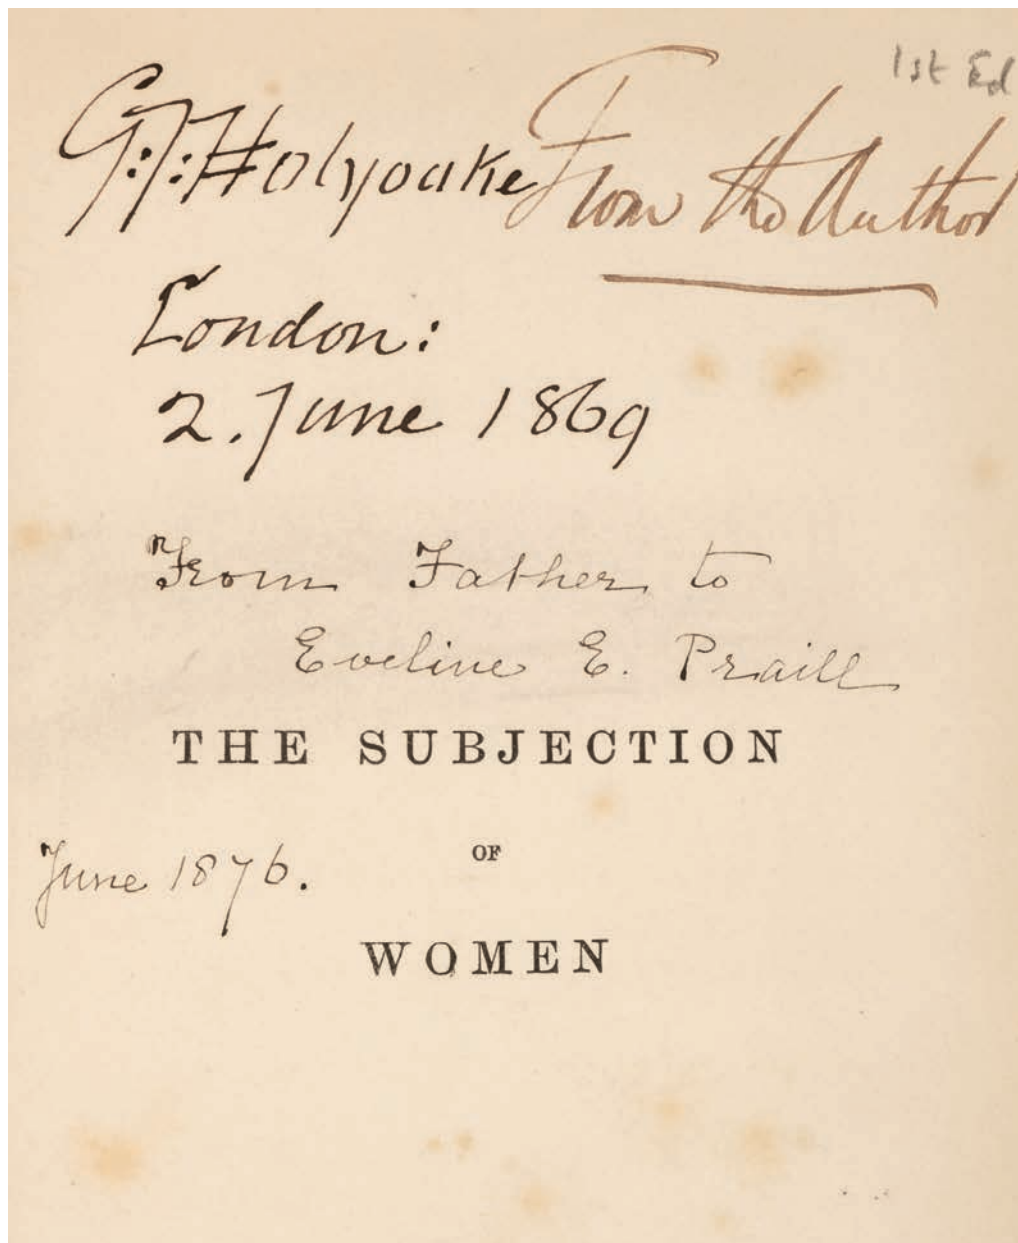 1st Ed
G:J:Holyoake From the Author
London:
2. June 1869
From Father to
Eveline E. Praill
THE SUBJECTION
OF
June 1876.
WOMEN